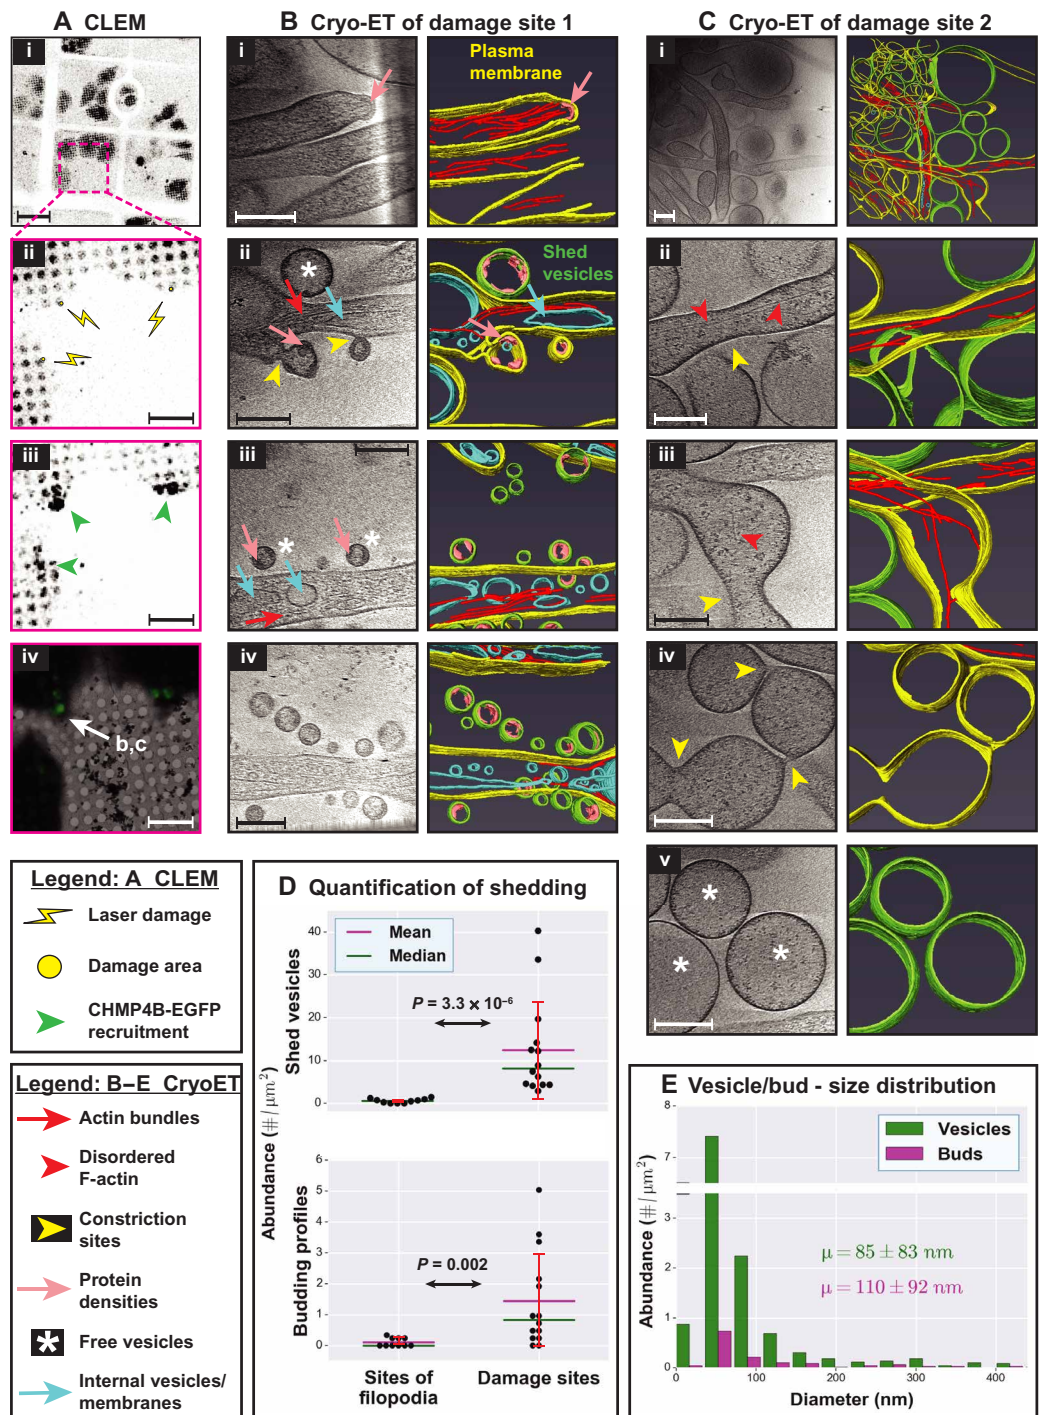 A CLEM
i
ii
iii
iv
b,c
B Cryo-ET of damage site 1
i
Plasma
membrane
ii
*
Shed
vesicles
iii
* *
iv
C Cryo-ET of damage site 2
i
ii
iii
iv
v
*
* *
Legend: A CLEM
Laser damage
Damage area
CHMP4B-EGFP
recruitment
Legend: B–E CryoET
Actin bundles
Disordered
F-actin
Constriction
sites
Protein
densities
* Free vesicles
Internal vesicles/
membranes
D Quantification of shedding
Mean
Median
P = 3.3 × 10⁻⁶
Shed vesicles
40
30
20
10
0
Abundance (#/μm²)
P = 0.002
Budding profiles
6
5
4
3
2
1
0
Sites of
filopodia
Damage sites
E Vesicle/bud - size distribution
Vesicles
Buds
8
7
3
2
1
0
Abundance (#/μm²)
μ = 85 ± 83 nm
μ = 110 ± 92 nm
0 100 200 300 400
Diameter (nm)